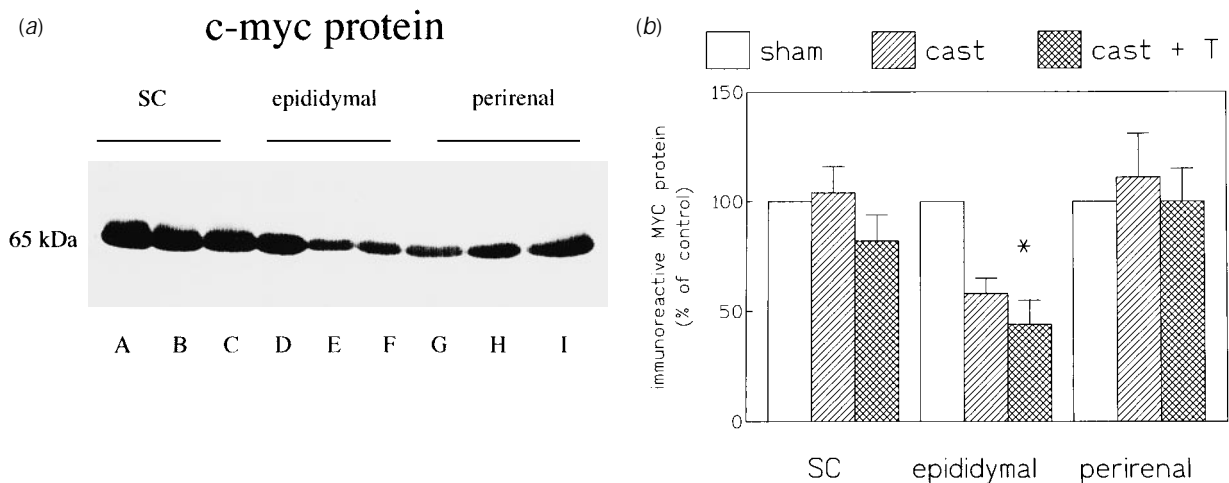 (a)
c-myc protein
SC epididymal perirenal
65 kDa
A B C D E F G H I
(b)
sham cast cast + T
immunoreactive MYC protein
(% of control)
150
100
50
0
*
SC epididymal perirenal